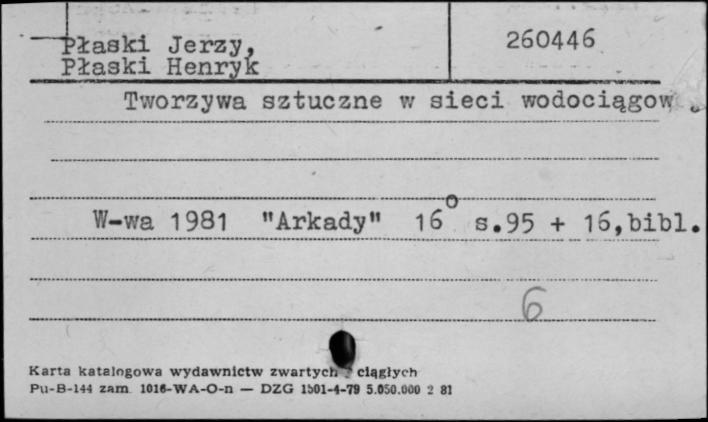 Płaski Jerzy,
Płaski Henryk
260446
Tworzywa sztuczne w sieci wodociągow
W-wa 1981 "Arkady" 16° s.95 + 16,bibl.
6
Karta katalogowa wydawnictw zwartych i ciągłych
Pu-B-144 zam. 1016-WA-O-n — DZG 1501-4-79 5.050.000 2 81